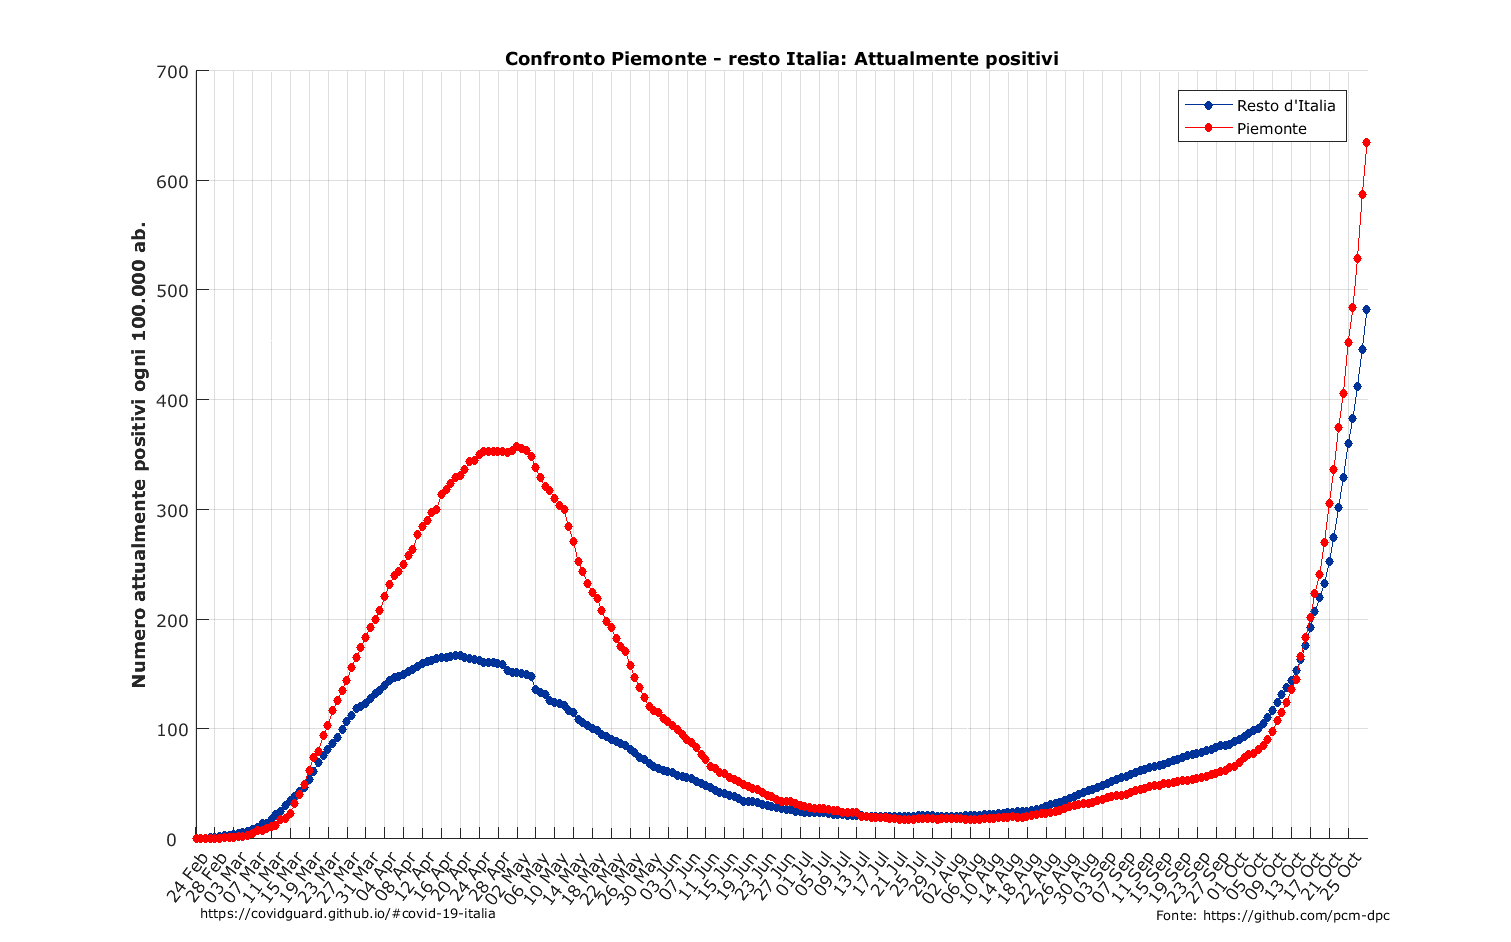 Confronto Piemonte - resto Italia: Attualmente positivi
700
600
500
400
300
200
100
0
Numero attualmente positivi ogni 100.000 ab.
Resto d'Italia
Piemonte
24 Feb
28 Feb
03 Mar
07 Mar
11 Mar
15 Mar
19 Mar
23 Mar
27 Mar
31 Mar
04 Apr
08 Apr
12 Apr
16 Apr
20 Apr
24 Apr
28 Apr
02 May
06 May
10 May
14 May
18 May
22 May
26 May
30 May
03 Jun
07 Jun
11 Jun
15 Jun
19 Jun
23 Jun
27 Jun
01 Jul
05 Jul
09 Jul
13 Jul
17 Jul
21 Jul
25 Jul
29 Jul
02 Aug
06 Aug
10 Aug
14 Aug
18 Aug
22 Aug
26 Aug
30 Aug
03 Sep
07 Sep
11 Sep
15 Sep
19 Sep
23 Sep
27 Sep
01 Oct
05 Oct
09 Oct
13 Oct
17 Oct
21 Oct
25 Oct
https://covidguard.github.io/#covid-19-italia
Fonte: https://github.com/pcm-dpc